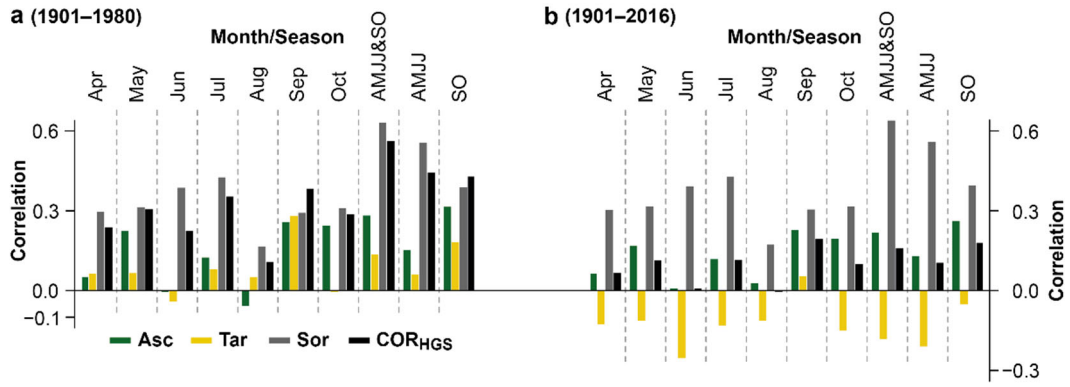 a (1901–1980)
Month/Season
Apr
May
Jun
Jul
Aug
Sep
Oct
AMJJ&SO
AMJJ
SO
Correlation
0.6
0.3
0.0
−0.1
Asc
Tar
Sor
CORHGS
b (1901–2016)
Month/Season
Apr
May
Jun
Jul
Aug
Sep
Oct
AMJJ&SO
AMJJ
SO
0.6
0.3
0.0
−0.3
Correlation